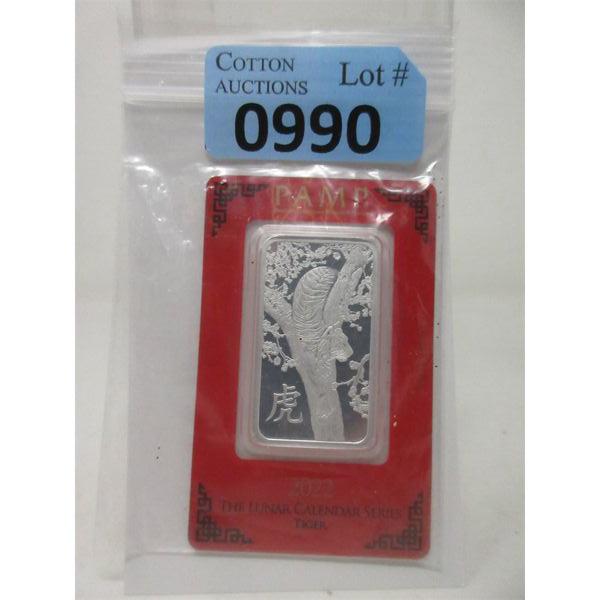 COTTON
AUCTIONS
Lot #
0990
PAMP
虎
2022
THE LUNAR CALENDAR SERIES
TIGER